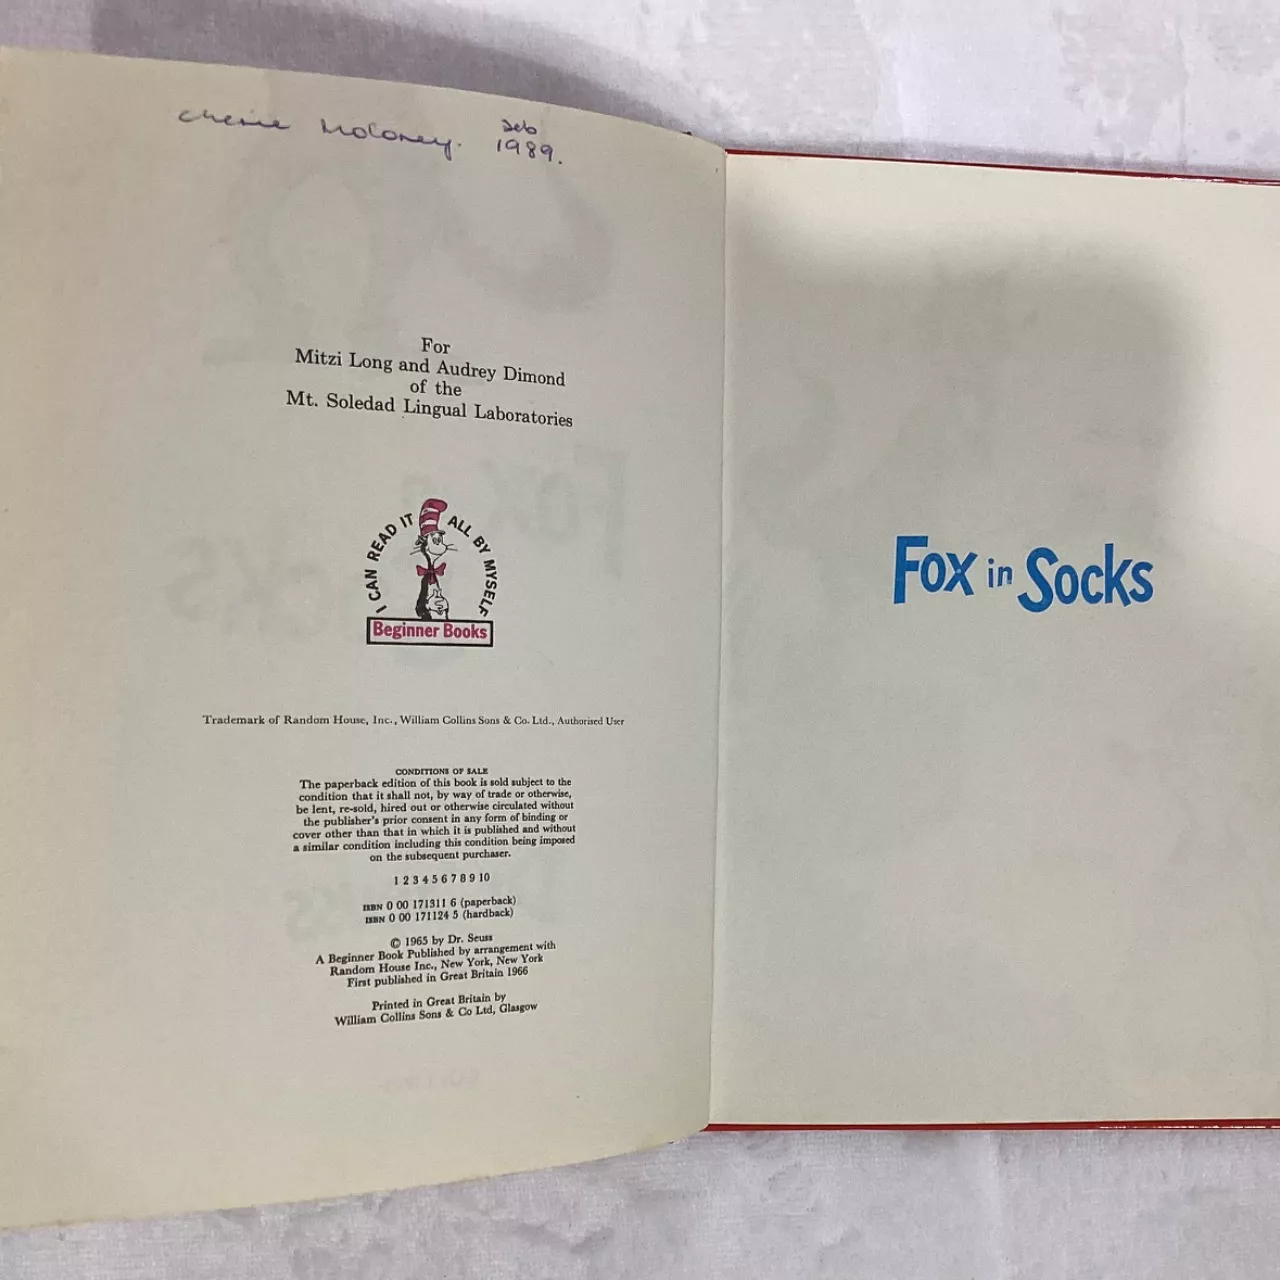 Cherie Moloney. Feb
1989.
For
Mitzi Long and Audrey Dimond
of the
Mt. Soledad Lingual Laboratories
I CAN READ IT ALL BY MYSELF
Beginner Books
Trademark of Random House, Inc., William Collins Sons & Co. Ltd., Authorised User
CONDITIONS OF SALE
The paperback edition of this book is sold subject to the
condition that it shall not, by way of trade or otherwise,
be lent, re-sold, hired out or otherwise circulated without
the publisher's prior consent in any form of binding or
cover other than that in which it is published and without
a similar condition including this condition being imposed
on the subsequent purchaser.
1 2 3 4 5 6 7 8 9 10
ISBN 0 00 171311 6 (paperback)
ISBN 0 00 171124 5 (hardback)
© 1965 by Dr. Seuss
A Beginner Book Published by arrangement with
Random House Inc., New York, New York
First published in Great Britain 1966
Printed in Great Britain by
William Collins Sons & Co Ltd, Glasgow
Fox in Socks